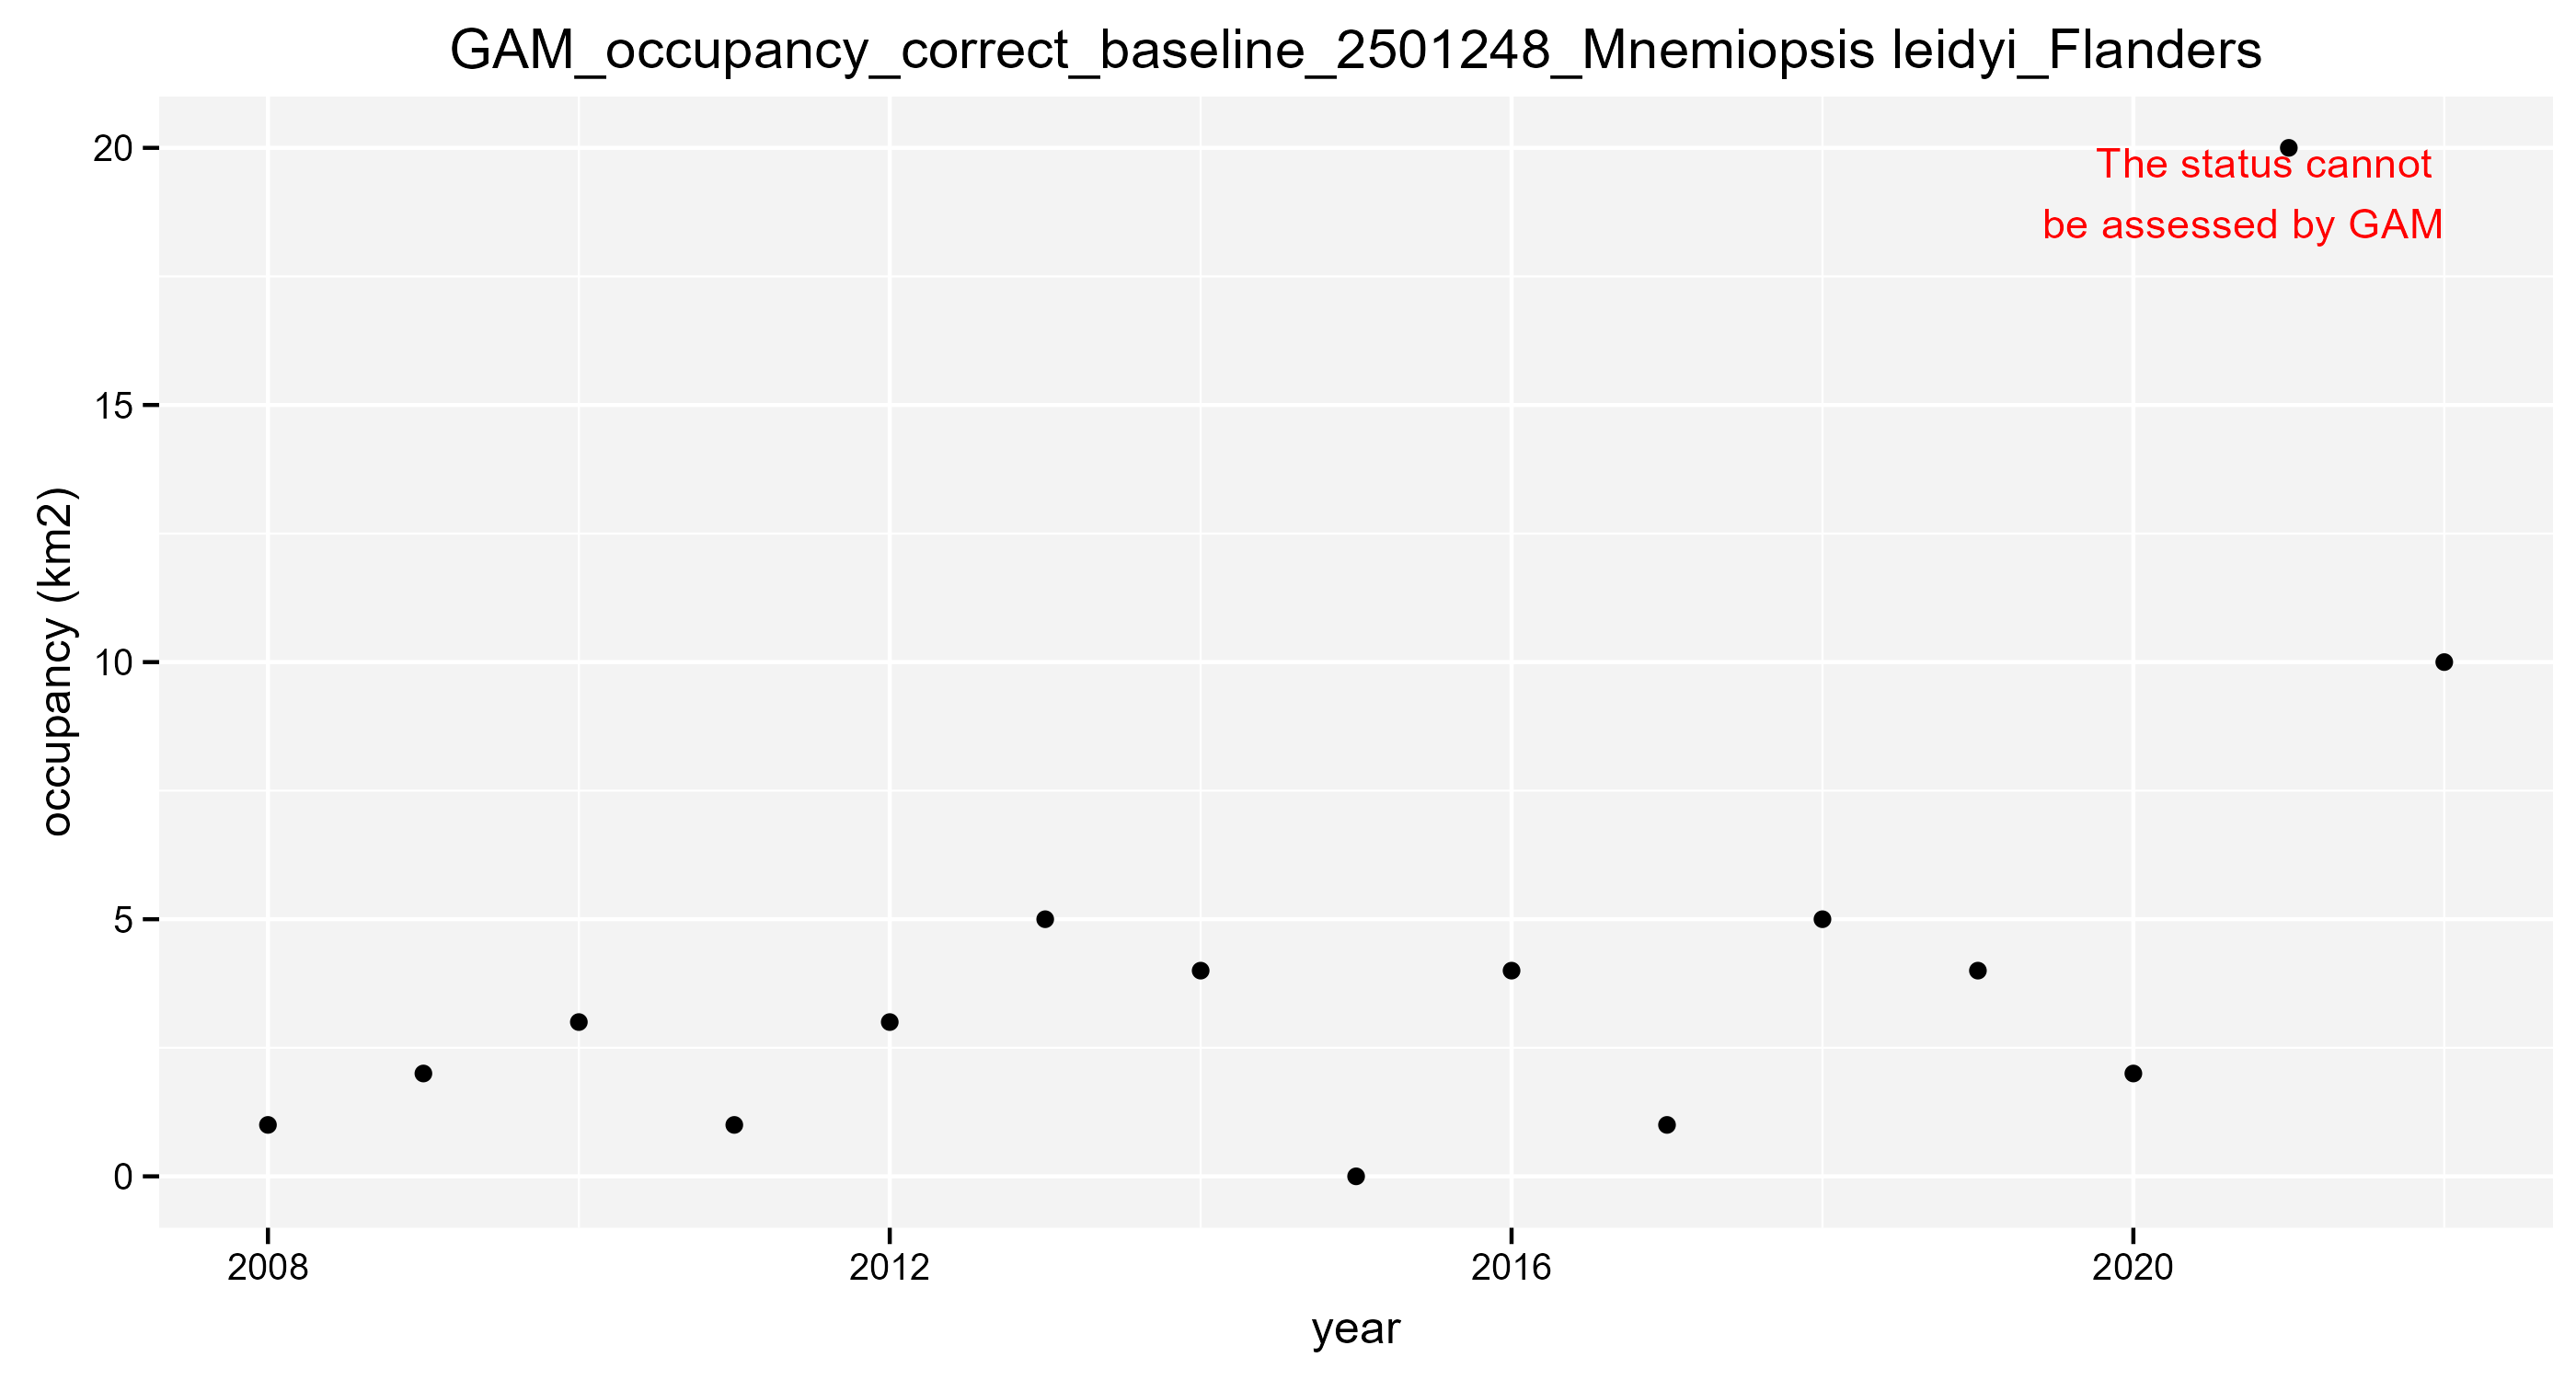 GAM_occupancy_correct_baseline_2501248_Mnemiopsis leidyi_Flanders
20
The status cannot
be assessed by GAM
15
occupancy (km2)
10
5
0
2008 2012 2016 2020
year